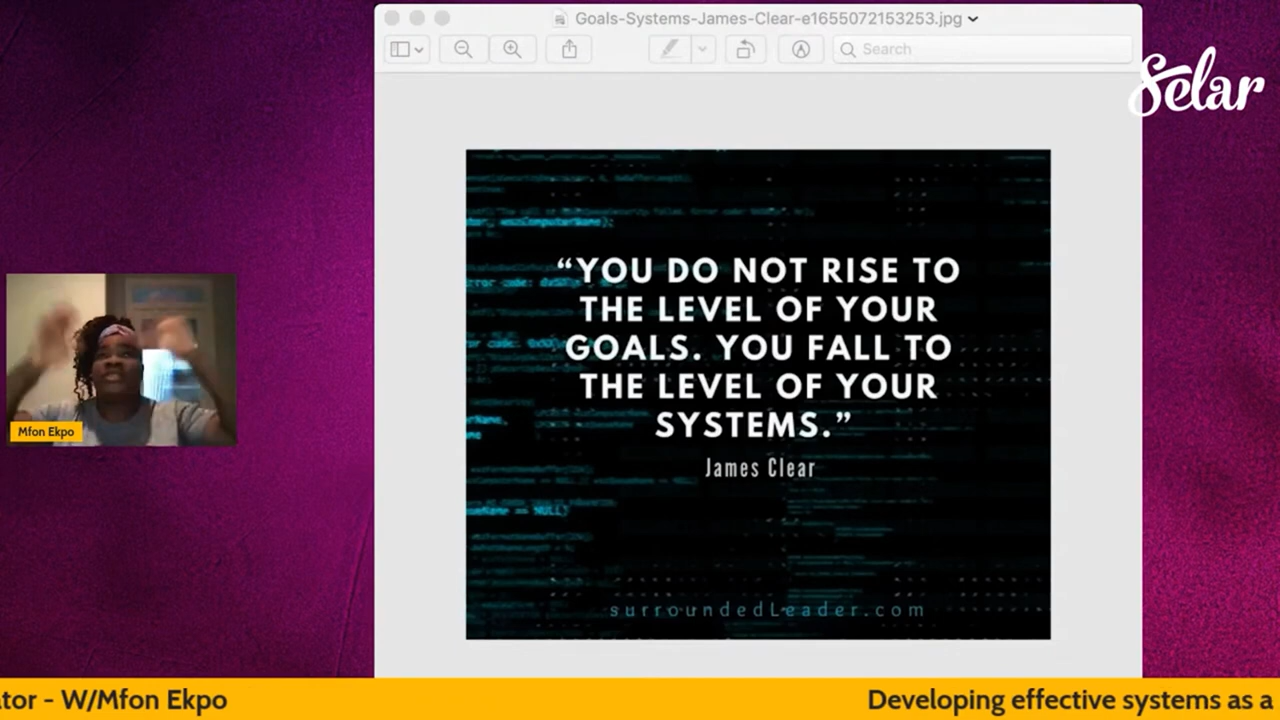 Goals-Systems-James-Clear-e1655072153253.jpg
Search
Selar
“YOU DO NOT RISE TO
THE LEVEL OF YOUR
GOALS. YOU FALL TO
THE LEVEL OF YOUR
SYSTEMS.”
James Clear
== NULL)
surroundedLeader.com
Mfon Ekpo
ator - W/Mfon Ekpo
Developing effective systems as a